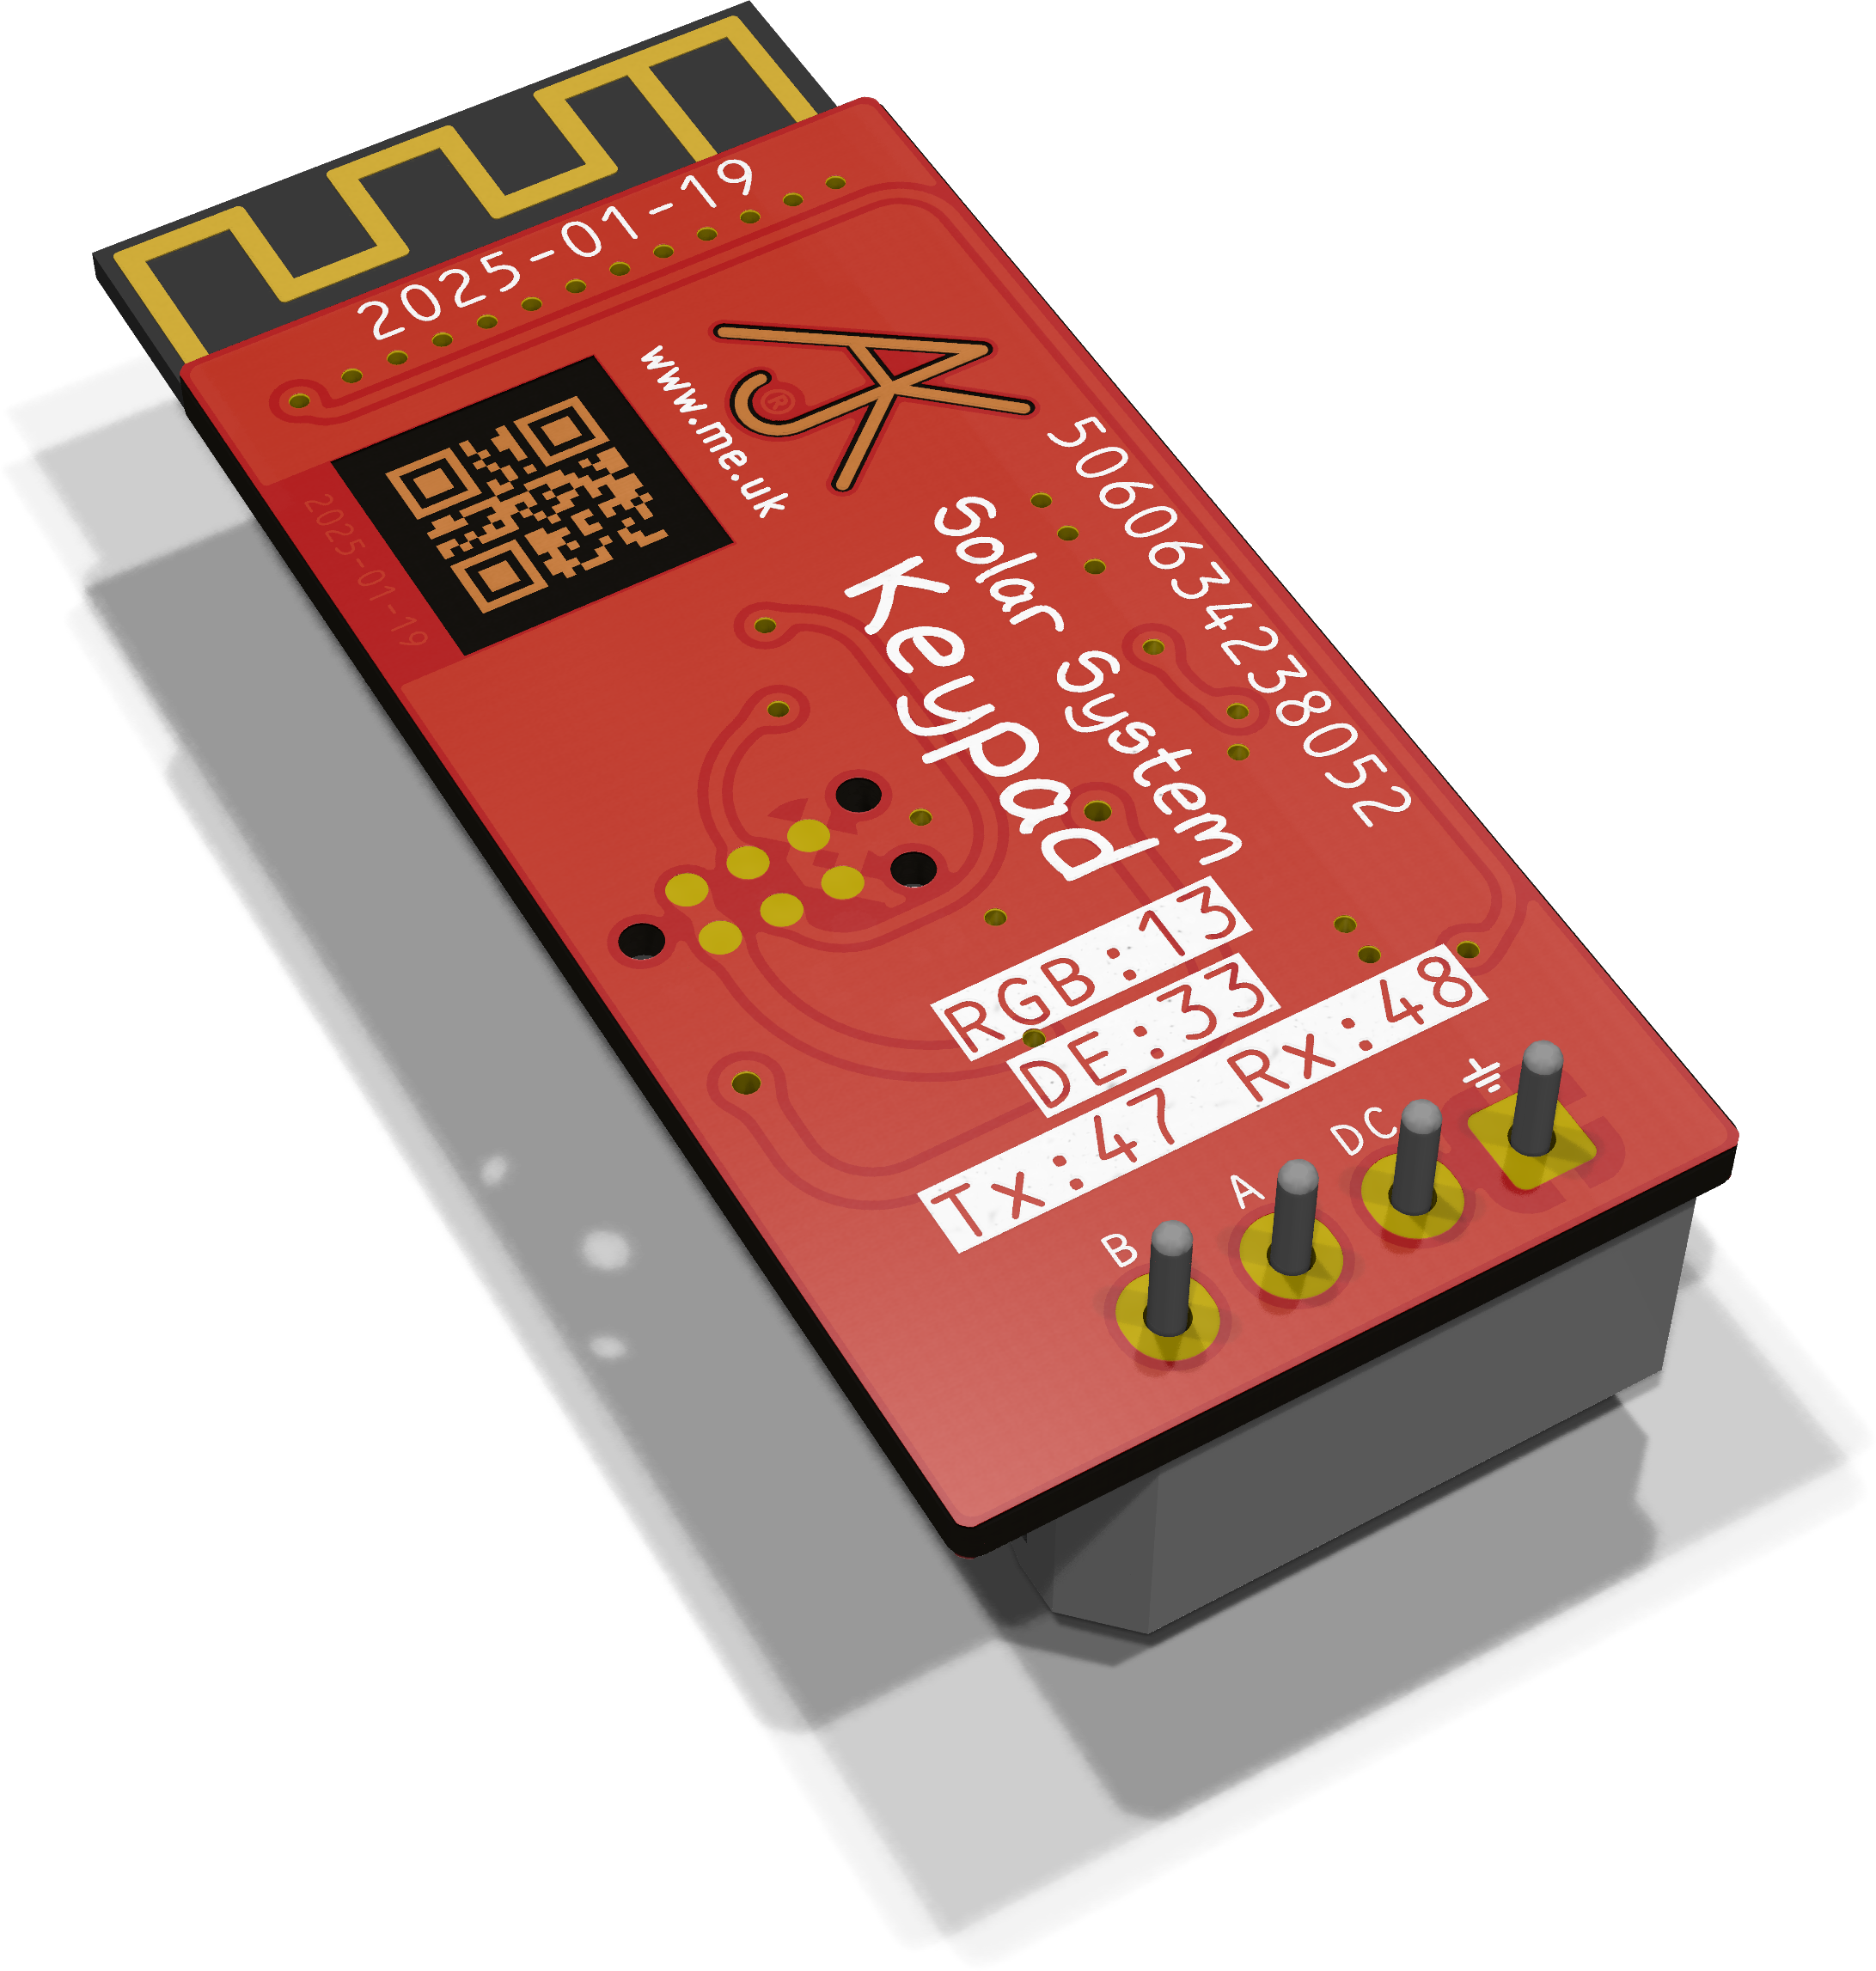 2025-01-19
2025-01-19
www.me.uk
®
5060634238052
Solar System
Keypad
RGB:13
DE:33
Tx:47 Rx:48
DC
A
B